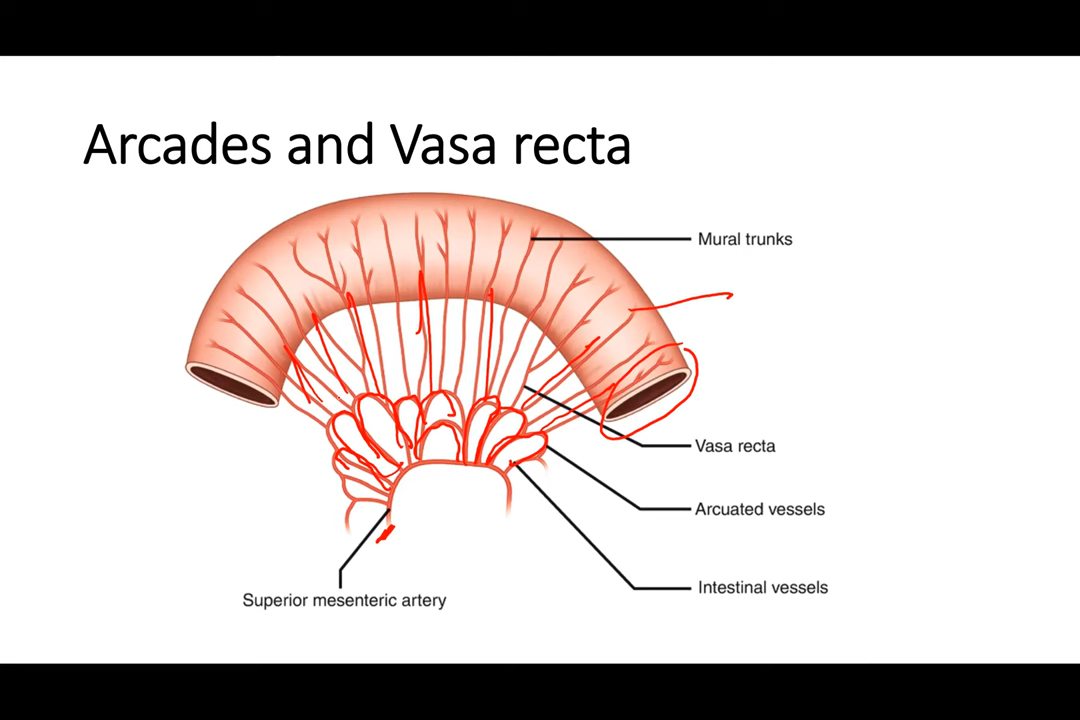 Arcades and Vasa recta
Mural trunks
Vasa recta
Arcuated vessels
Intestinal vessels
Superior mesenteric artery